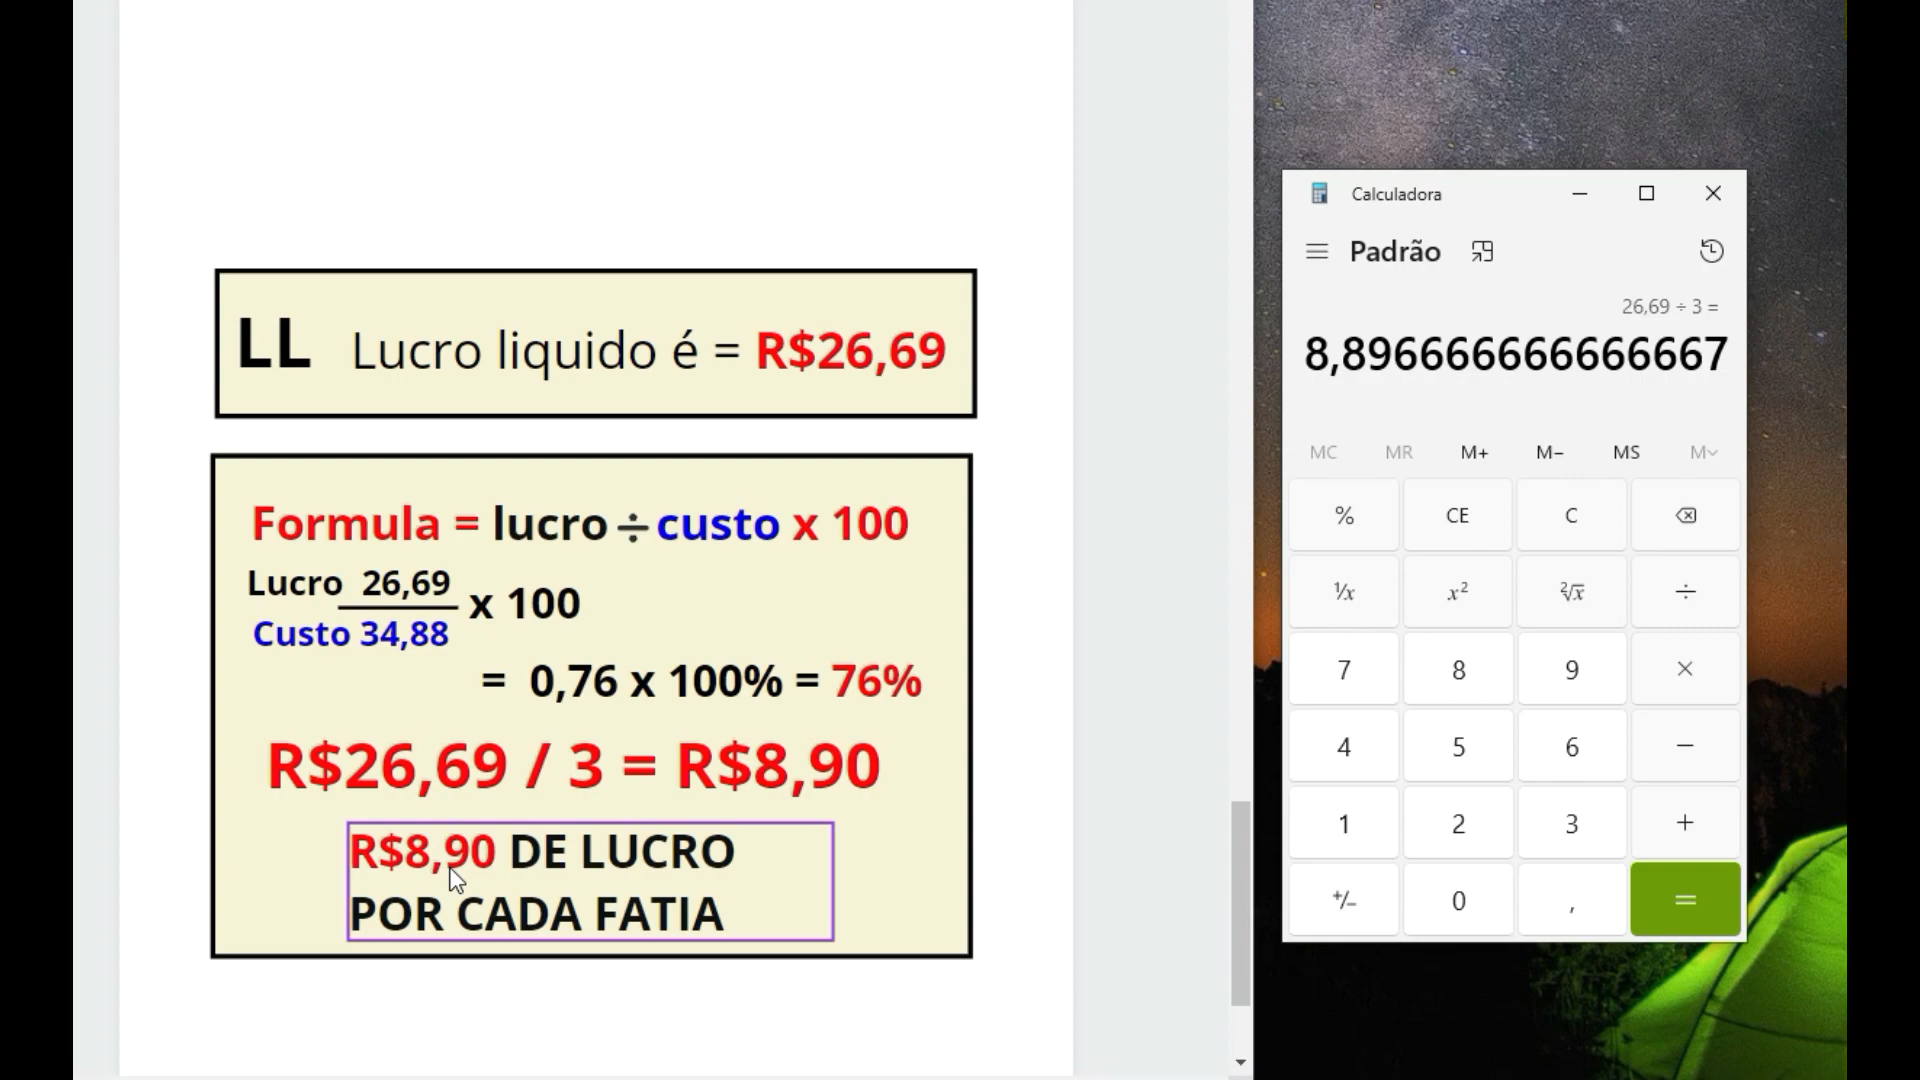 LL Lucro liquido é = R$26,69
Formula = lucro ÷ custo x 100
Lucro 26,69
x 100
Custo 34,88
= 0,76 x 100% = 76%
R$26,69 / 3 = R$8,90
R$8,90 DE LUCRO
POR CADA FATIA
Calculadora
Padrão
26,69 ÷ 3 =
8,896666666666667
MC MR M+ M− MS M˅
% CE C
⅟x x² ²√x ÷
7 8 9 ×
4 5 6 −
1 2 3 +
+/− 0 , =